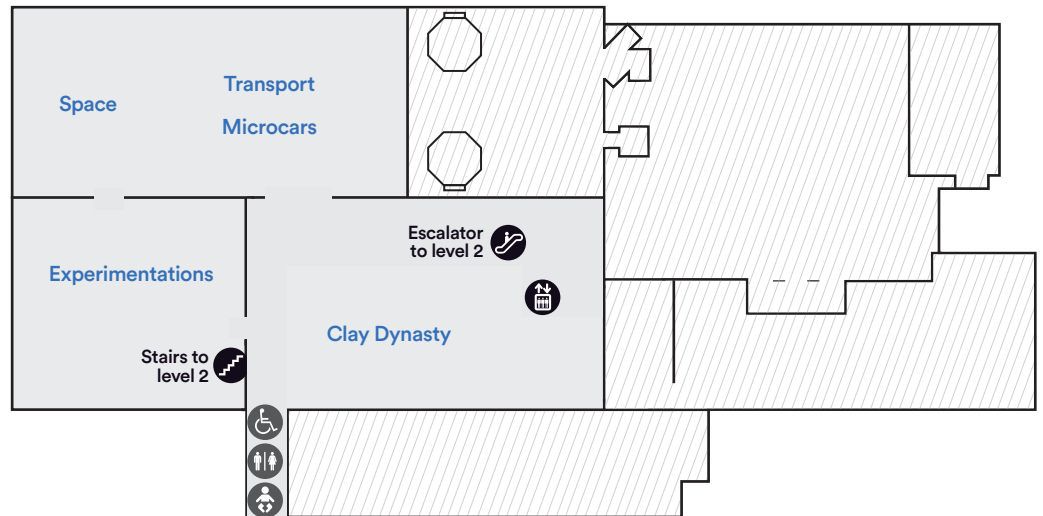 Space
Transport
Microcars
Escalator
to level 2
Experimentations
Clay Dynasty
Stairs to
level 2